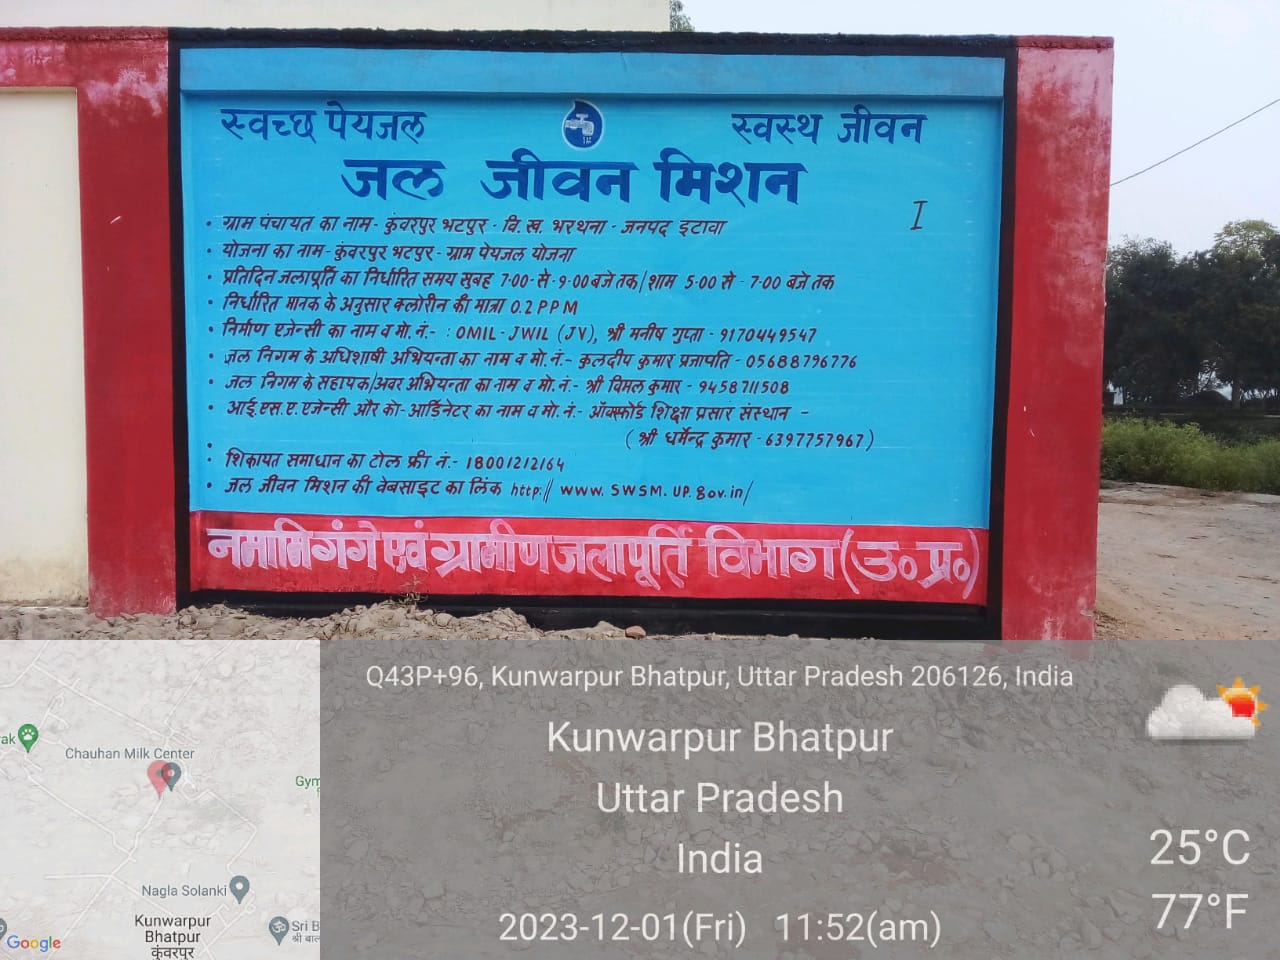 स्वच्छ पेयजल स्वस्थ जीवन
जल जीवन मिशन
I
• ग्राम पंचायत का नाम - कुंवरपुर भटपुर - वि. ख. भरथना - जनपद इटावा
• योजना का नाम - कुंवरपुर भटपुर - ग्राम पेयजल योजना
• प्रतिदिन जलापूर्ति का निर्धारित समय सुबह 7-00- से -9-00 बजे तक / शाम 5-00 से - 7-00 बजे तक
• निर्धारित मानक के अनुसार क्लोरीन की मात्रा 0.2 PPM
• निर्माण एजेन्सी का नाम व मो. नं.- : OMIL - JWIL (JV), श्री मनीष गुप्ता - 9170449547
• जल निगम के अधिशाषी अभियन्ता का नाम व मो. नं.- कुलदीप कुमार प्रजापति - 05688796776
• जल निगम के सहायक/अवर अभियन्ता का नाम व मो. नं.- श्री विमल कुमार - 9458711508
• आई. एस. ए. एजेन्सी और को-आर्डिनेटर का नाम व मो. नं.- ऑक्सफोर्ड शिक्षा प्रसार संस्थान -
(श्री धर्मेन्द्र कुमार - 6397757967)
• शिकायत समाधान का टोल फ्री नं.- 18001212164
• जल जीवन मिशन की वेबसाइट का लिंक http:// www. SWSM. UP. gov.in/
नमामि गंगे एवं ग्रामीण जलापूर्ति विभाग (उ० प्र०)
Q43P+96, Kunwarpur Bhatpur, Uttar Pradesh 206126, India
Kunwarpur Bhatpur
Uttar Pradesh
India
2023-12-01(Fri) 11:52(am)
25°C
77°F
ak
Chauhan Milk Center
Gym
Nagla Solanki
Kunwarpur
Bhatpur
कुंवरपुर
Sri B
श्री बाल
Google